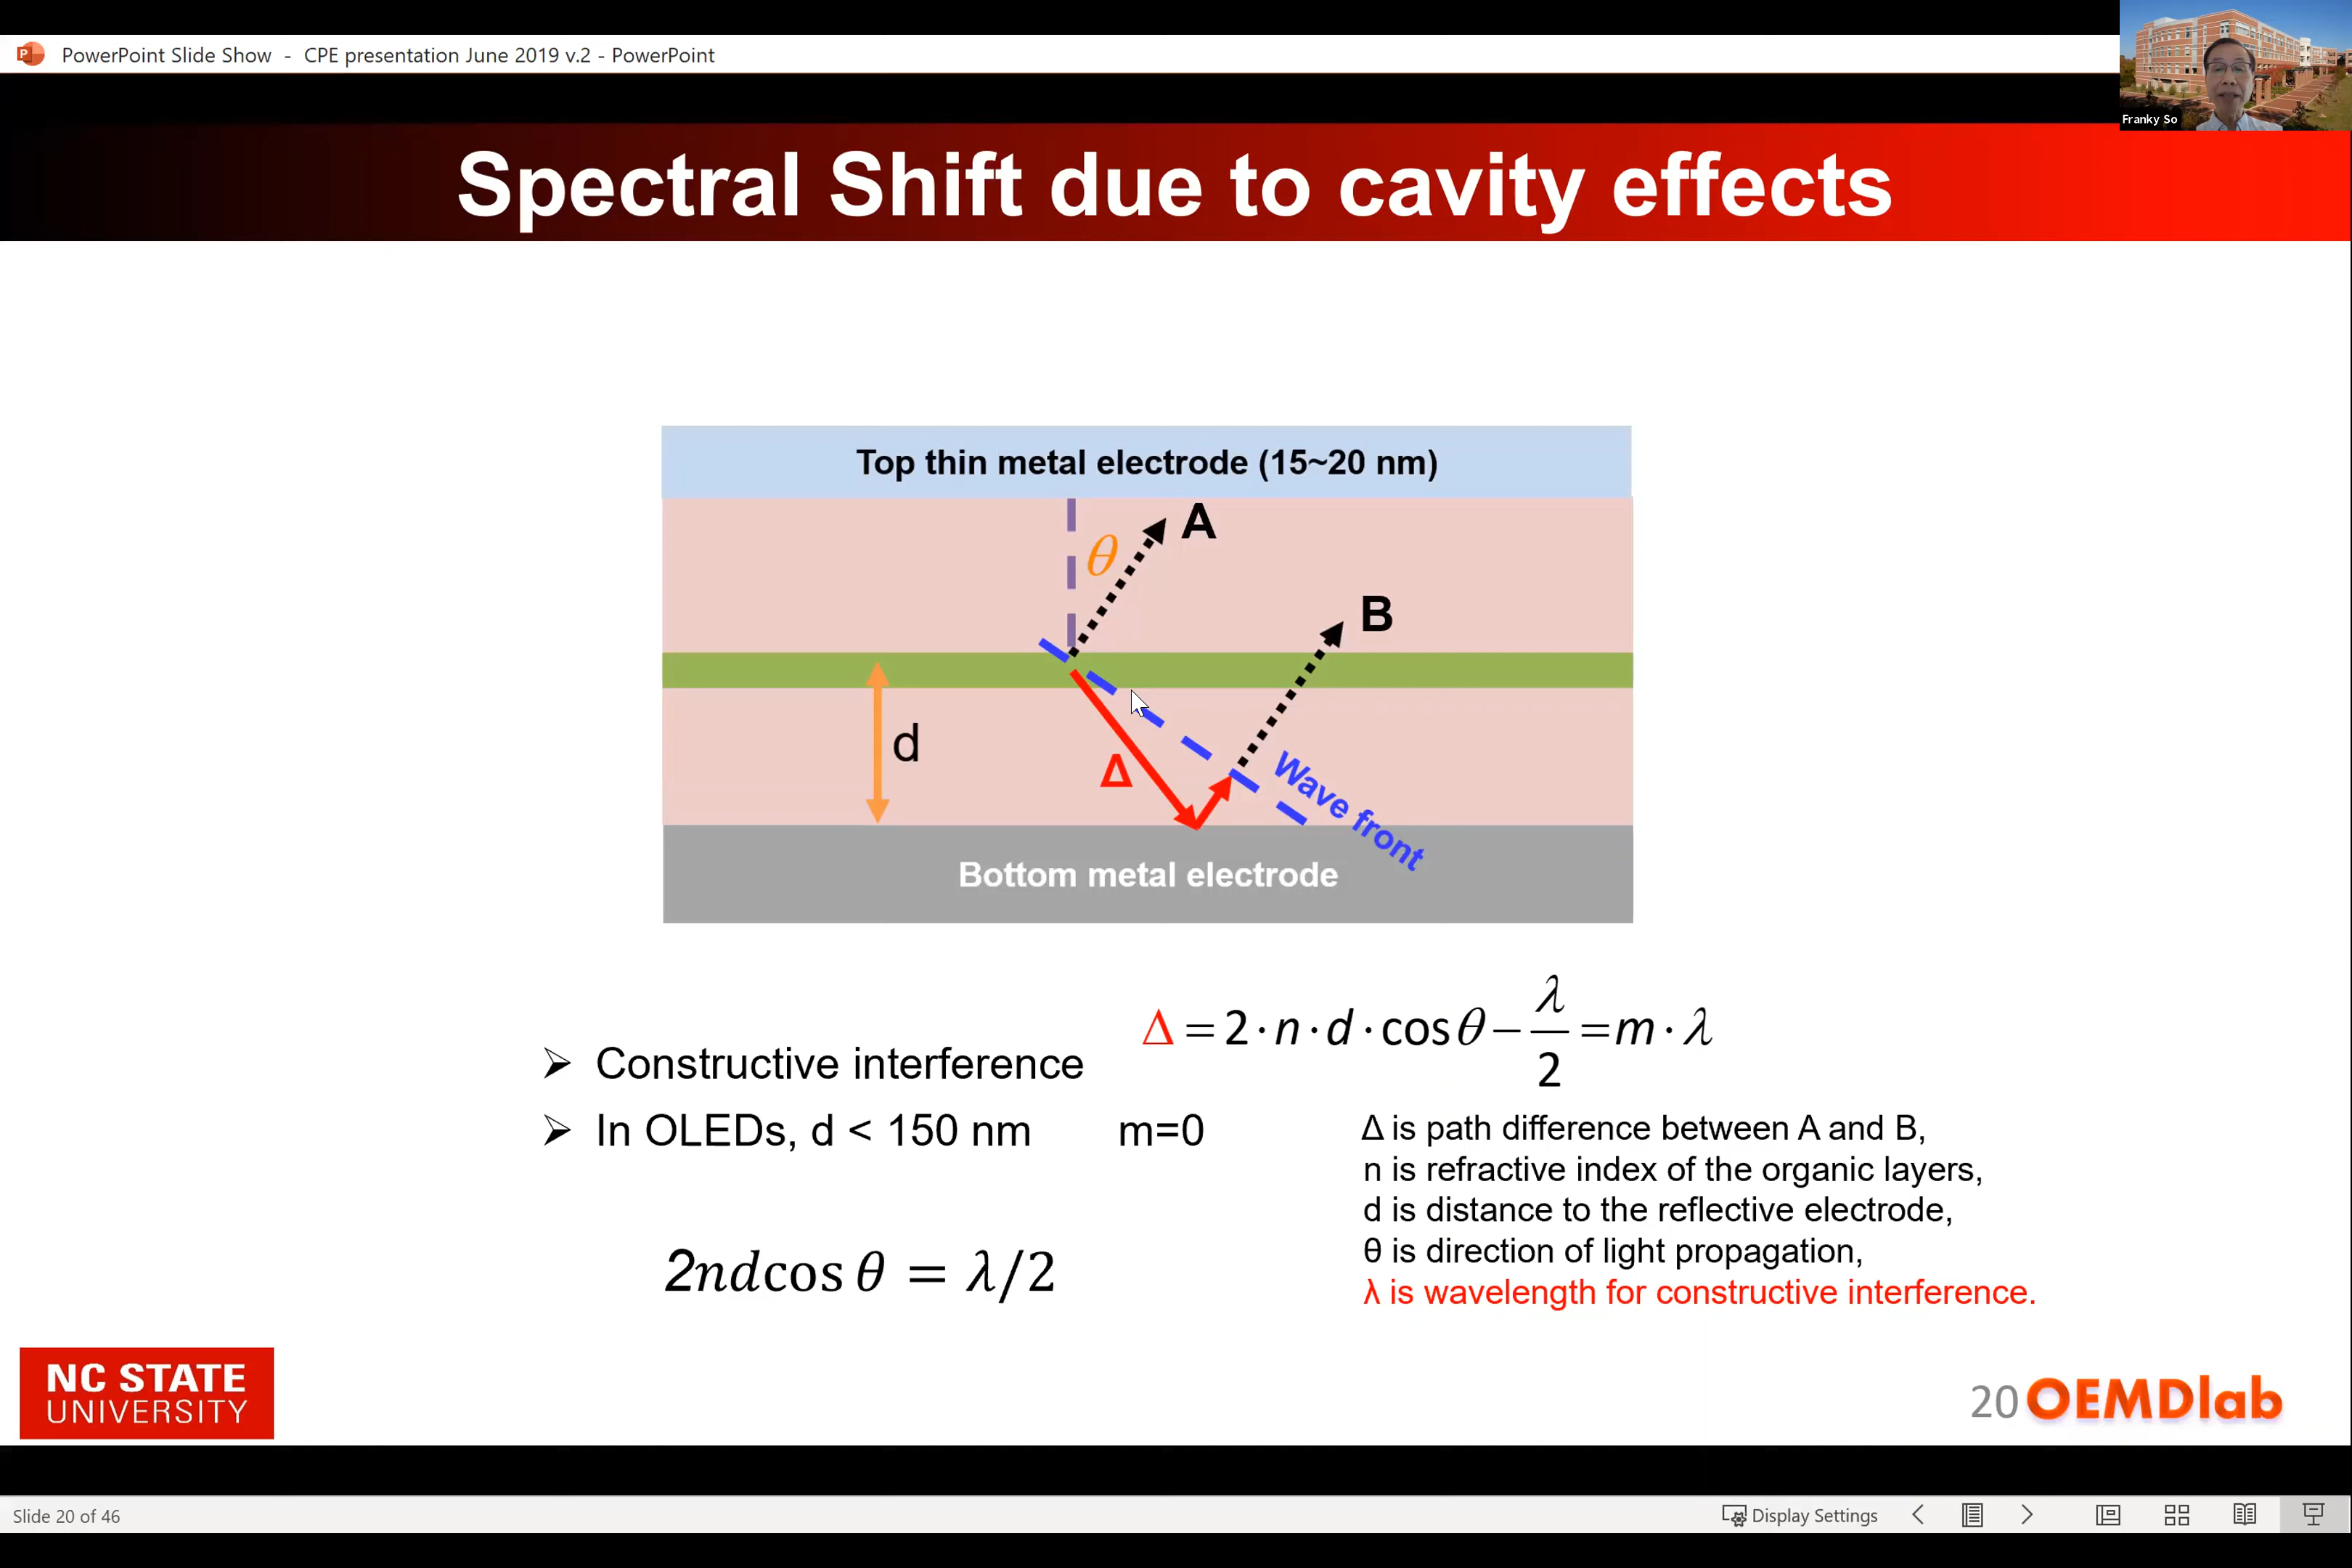 PowerPoint Slide Show - CPE presentation June 2019 v.2 - PowerPoint
Franky So
Spectral Shift due to cavity effects
Top thin metal electrode (15~20 nm)
θ
A
B
d
Δ
Wave front
Bottom metal electrode
Δ = 2 · n · d · cos θ − λ/2 = m · λ
➢ Constructive interference
➢ In OLEDs, d < 150 nm m=0
2nd cos θ = λ/2
Δ is path difference between A and B,
n is refractive index of the organic layers,
d is distance to the reflective electrode,
θ is direction of light propagation,
λ is wavelength for constructive interference.
NC STATE
UNIVERSITY
20 OEMDlab
Slide 20 of 46
Display Settings